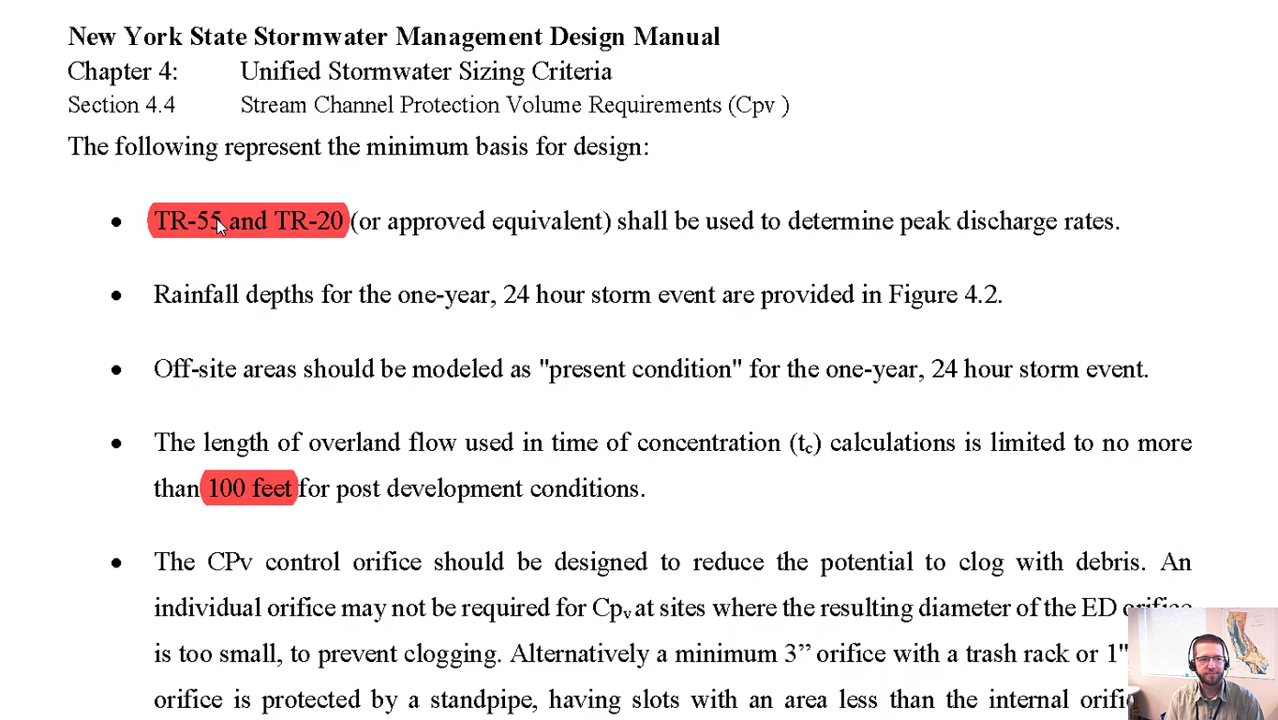 New York State Stormwater Management Design Manual
Chapter 4: Unified Stormwater Sizing Criteria
Section 4.4 Stream Channel Protection Volume Requirements (Cpv )
The following represent the minimum basis for design:
• TR-55 and TR-20 (or approved equivalent) shall be used to determine peak discharge rates.
• Rainfall depths for the one-year, 24 hour storm event are provided in Figure 4.2.
• Off-site areas should be modeled as "present condition" for the one-year, 24 hour storm event.
• The length of overland flow used in time of concentration (tc) calculations is limited to no more
than 100 feet for post development conditions.
• The CPv control orifice should be designed to reduce the potential to clog with debris. An
individual orifice may not be required for Cpv at sites where the resulting diameter of the ED orifice
is too small, to prevent clogging. Alternatively a minimum 3” orifice with a trash rack or 1"
orifice is protected by a standpipe, having slots with an area less than the internal